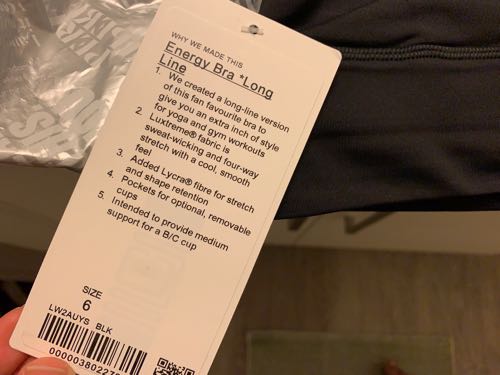 WHY WE MADE THIS
Energy Bra *Long
Line
1. We created a long-line version
of this fan favourite bra to
give you an extra inch of style
for yoga and gym workouts
2. Luxtreme® fabric is
sweat-wicking and four-way
stretch with a cool, smooth
feel
3. Added Lycra® fibre for stretch
and shape retention
4. Pockets for optional, removable
cups
5. Intended to provide medium
support for a B/C cup
SIZE
6
LW2AUYS BLK